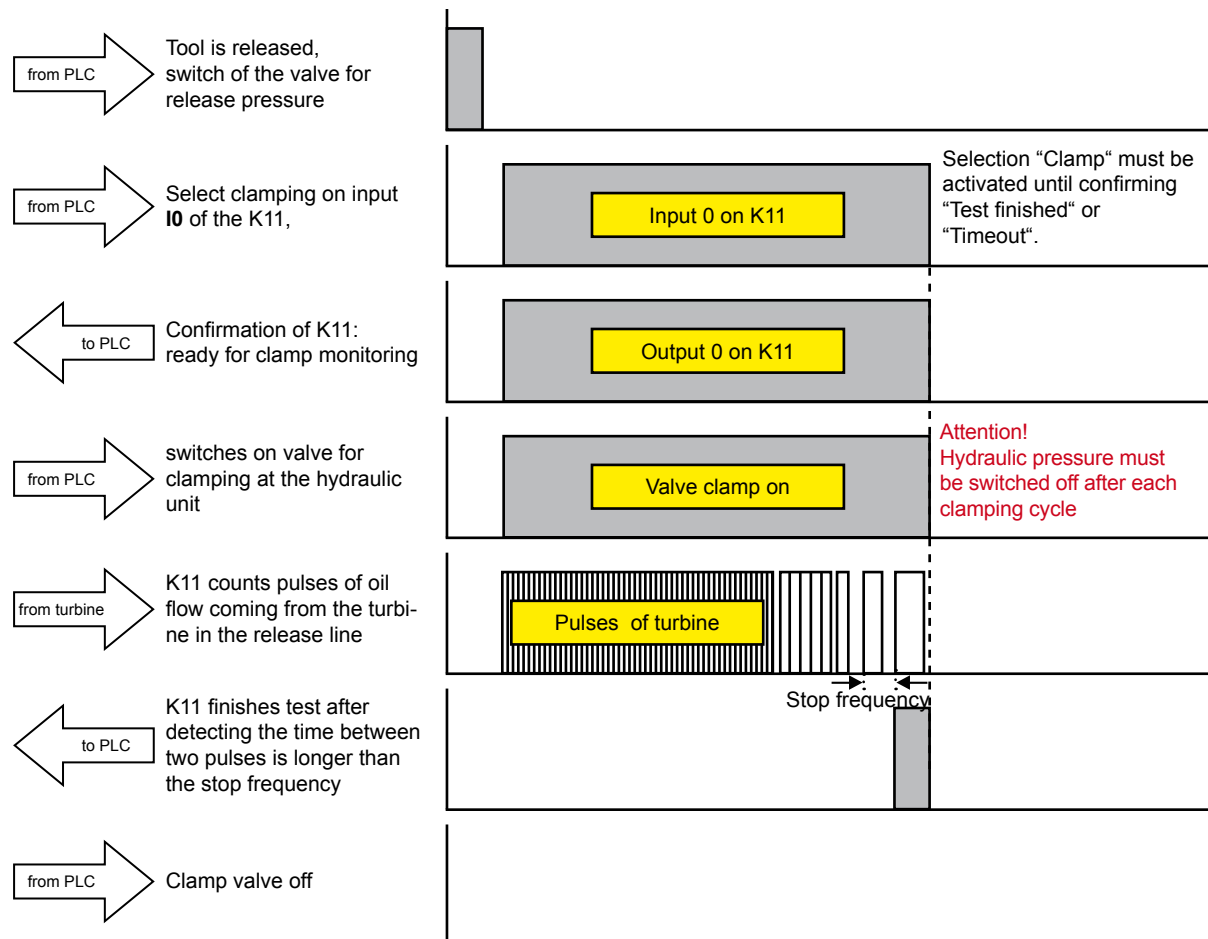 from PLC
Tool is released,
switch of the valve for
release pressure
from PLC
Select clamping on input
I0 of the K11,
Input 0 on K11
Selection “Clamp“ must be
activated until confirming
“Test finished“ or
“Timeout“.
to PLC
Confirmation of K11:
ready for clamp monitoring
Output 0 on K11
from PLC
switches on valve for
clamping at the hydraulic
unit
Valve clamp on
Attention!
Hydraulic pressure must
be switched off after each
clamping cycle
from turbine
K11 counts pulses of oil
flow coming from the turbi-
ne in the release line
Pulses of turbine
Stop frequency
to PLC
K11 finishes test after
detecting the time between
two pulses is longer than
the stop frequency
from PLC
Clamp valve off